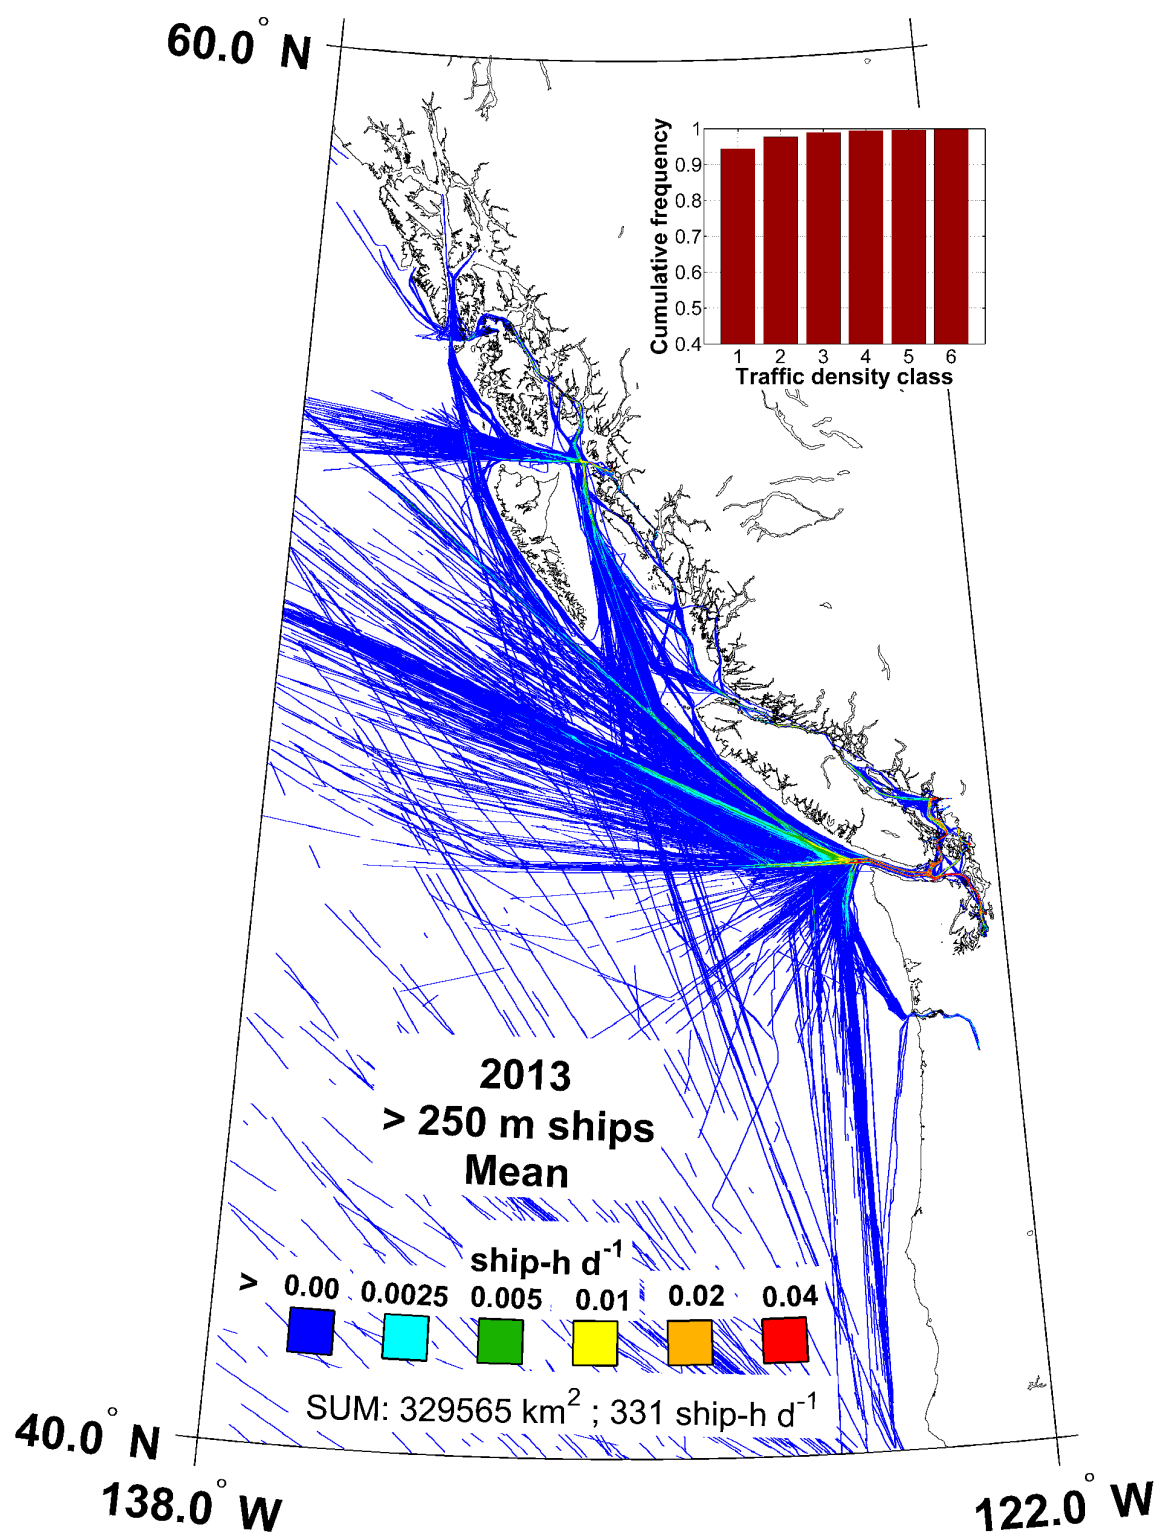 60.0° N
Cumulative frequency
1
0.9
0.8
0.7
0.6
0.5
0.4
1 2 3 4 5 6
Traffic density class
2013
> 250 m ships
Mean
ship-h d⁻¹
> 0.00 0.0025 0.005 0.01 0.02 0.04
SUM: 329565 km² ; 331 ship-h d⁻¹
40.0° N
138.0° W
122.0° W